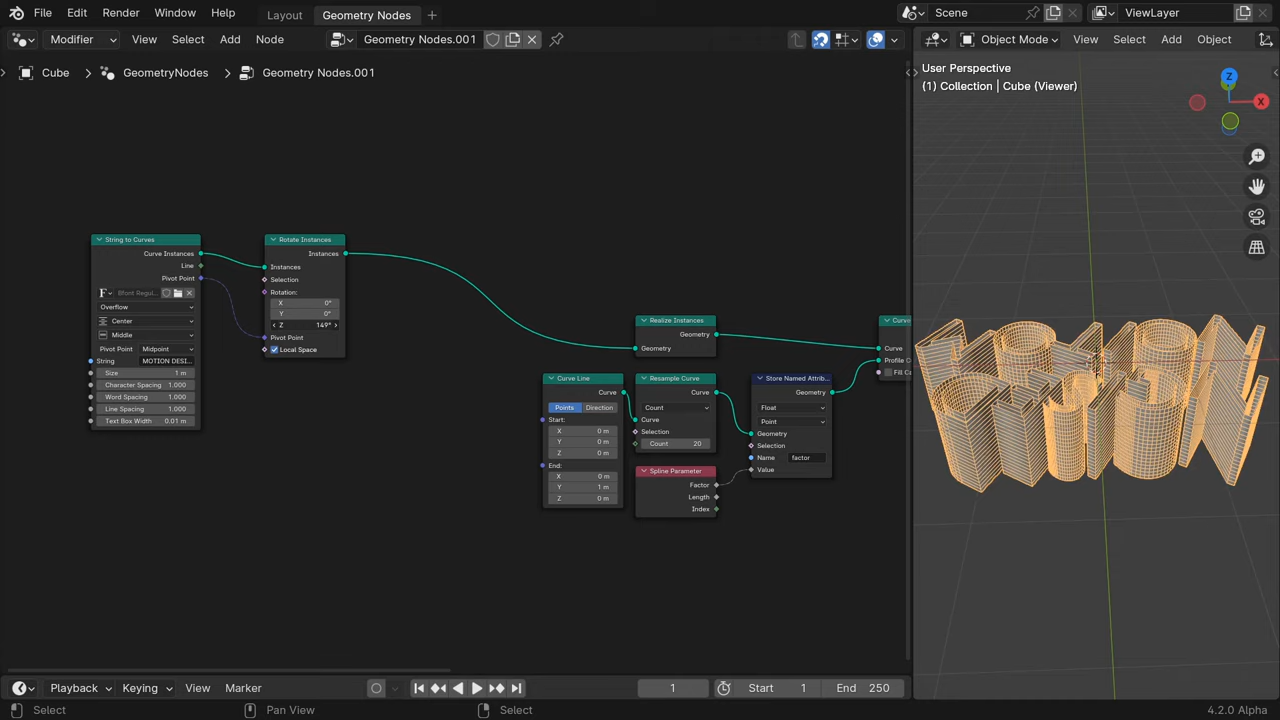 File Edit Render Window Help Layout Geometry Nodes + Scene ViewLayer
Modifier View Select Add Node Geometry Nodes.001 Object Mode View Select Add Object
Cube > GeometryNodes > Geometry Nodes.001
User Perspective
(1) Collection | Cube (Viewer)
Z
X
String to Curves
Curve Instances
Line
Pivot Point
F Bfont Regul...
Overflow
Center
Middle
Pivot Point Midpoint
String MOTION DESI...
Size 1 m
Character Spacing 1.000
Word Spacing 1.000
Line Spacing 1.000
Text Box Width 0.01 m
Rotate Instances
Instances
Instances
Selection
Rotation:
X 0°
Y 0°
Z 149°
Pivot Point
Local Space
Realize Instances
Geometry
Geometry
Curve Line
Curve
Points Direction
Start:
X 0 m
Y 0 m
Z 0 m
End:
X 0 m
Y 1 m
Z 0 m
Resample Curve
Curve
Count
Curve
Selection
Count 20
Spline Parameter
Factor
Length
Index
Store Named Attrib...
Geometry
Float
Point
Geometry
Selection
Name factor
Value
Curve
Profile
Playback Keying View Marker 1 Start 1 End 250
Select Pan View Select 4.2.0 Alpha